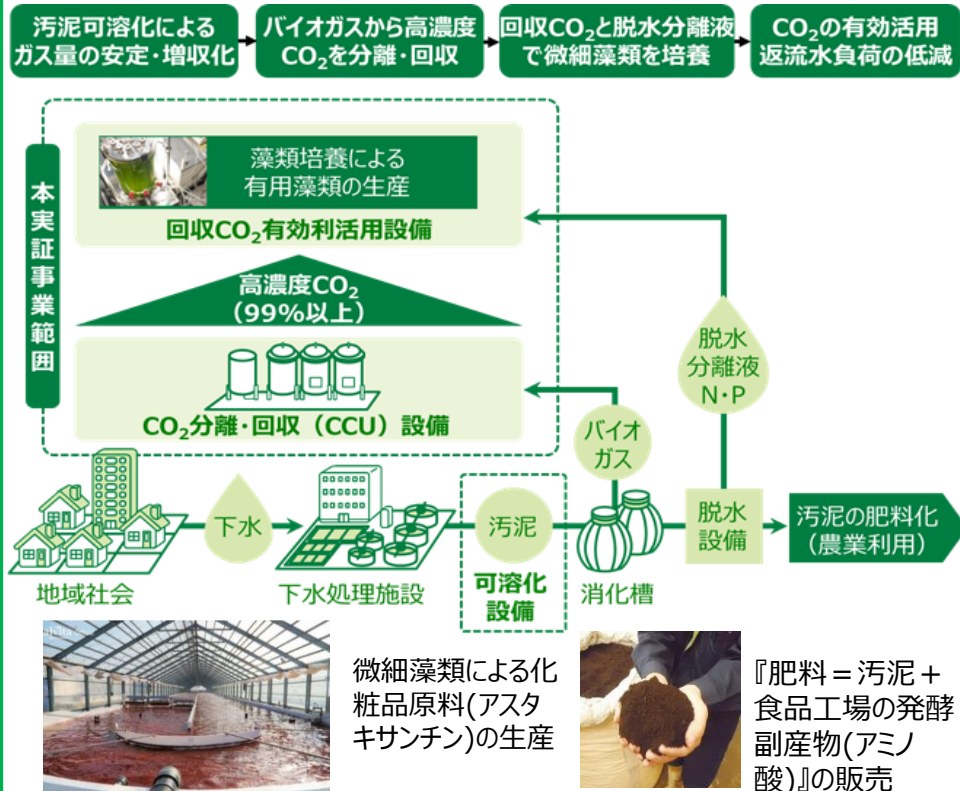 汚泥可溶化による
ガス量の安定・増収化
バイオガスから高濃度
CO₂を分離・回収
回収CO₂と脱水分離液
で微細藻類を培養
CO₂の有効活用
返流水負荷の低減
本実証事業範囲
藻類培養による
有用藻類の生産
回収CO₂有効利活用設備
高濃度CO₂
（99%以上）
CO₂分離・回収（CCU）設備
脱水
分離液
N・P
バイオ
ガス
下水
汚泥
脱水
設備
汚泥の肥料化
（農業利用）
地域社会
下水処理施設
可溶化
設備
消化槽
微細藻類による化
粧品原料(アスタ
キサンチン)の生産
『肥料＝汚泥＋
食品工場の発酵
副産物(アミノ
酸)』の販売